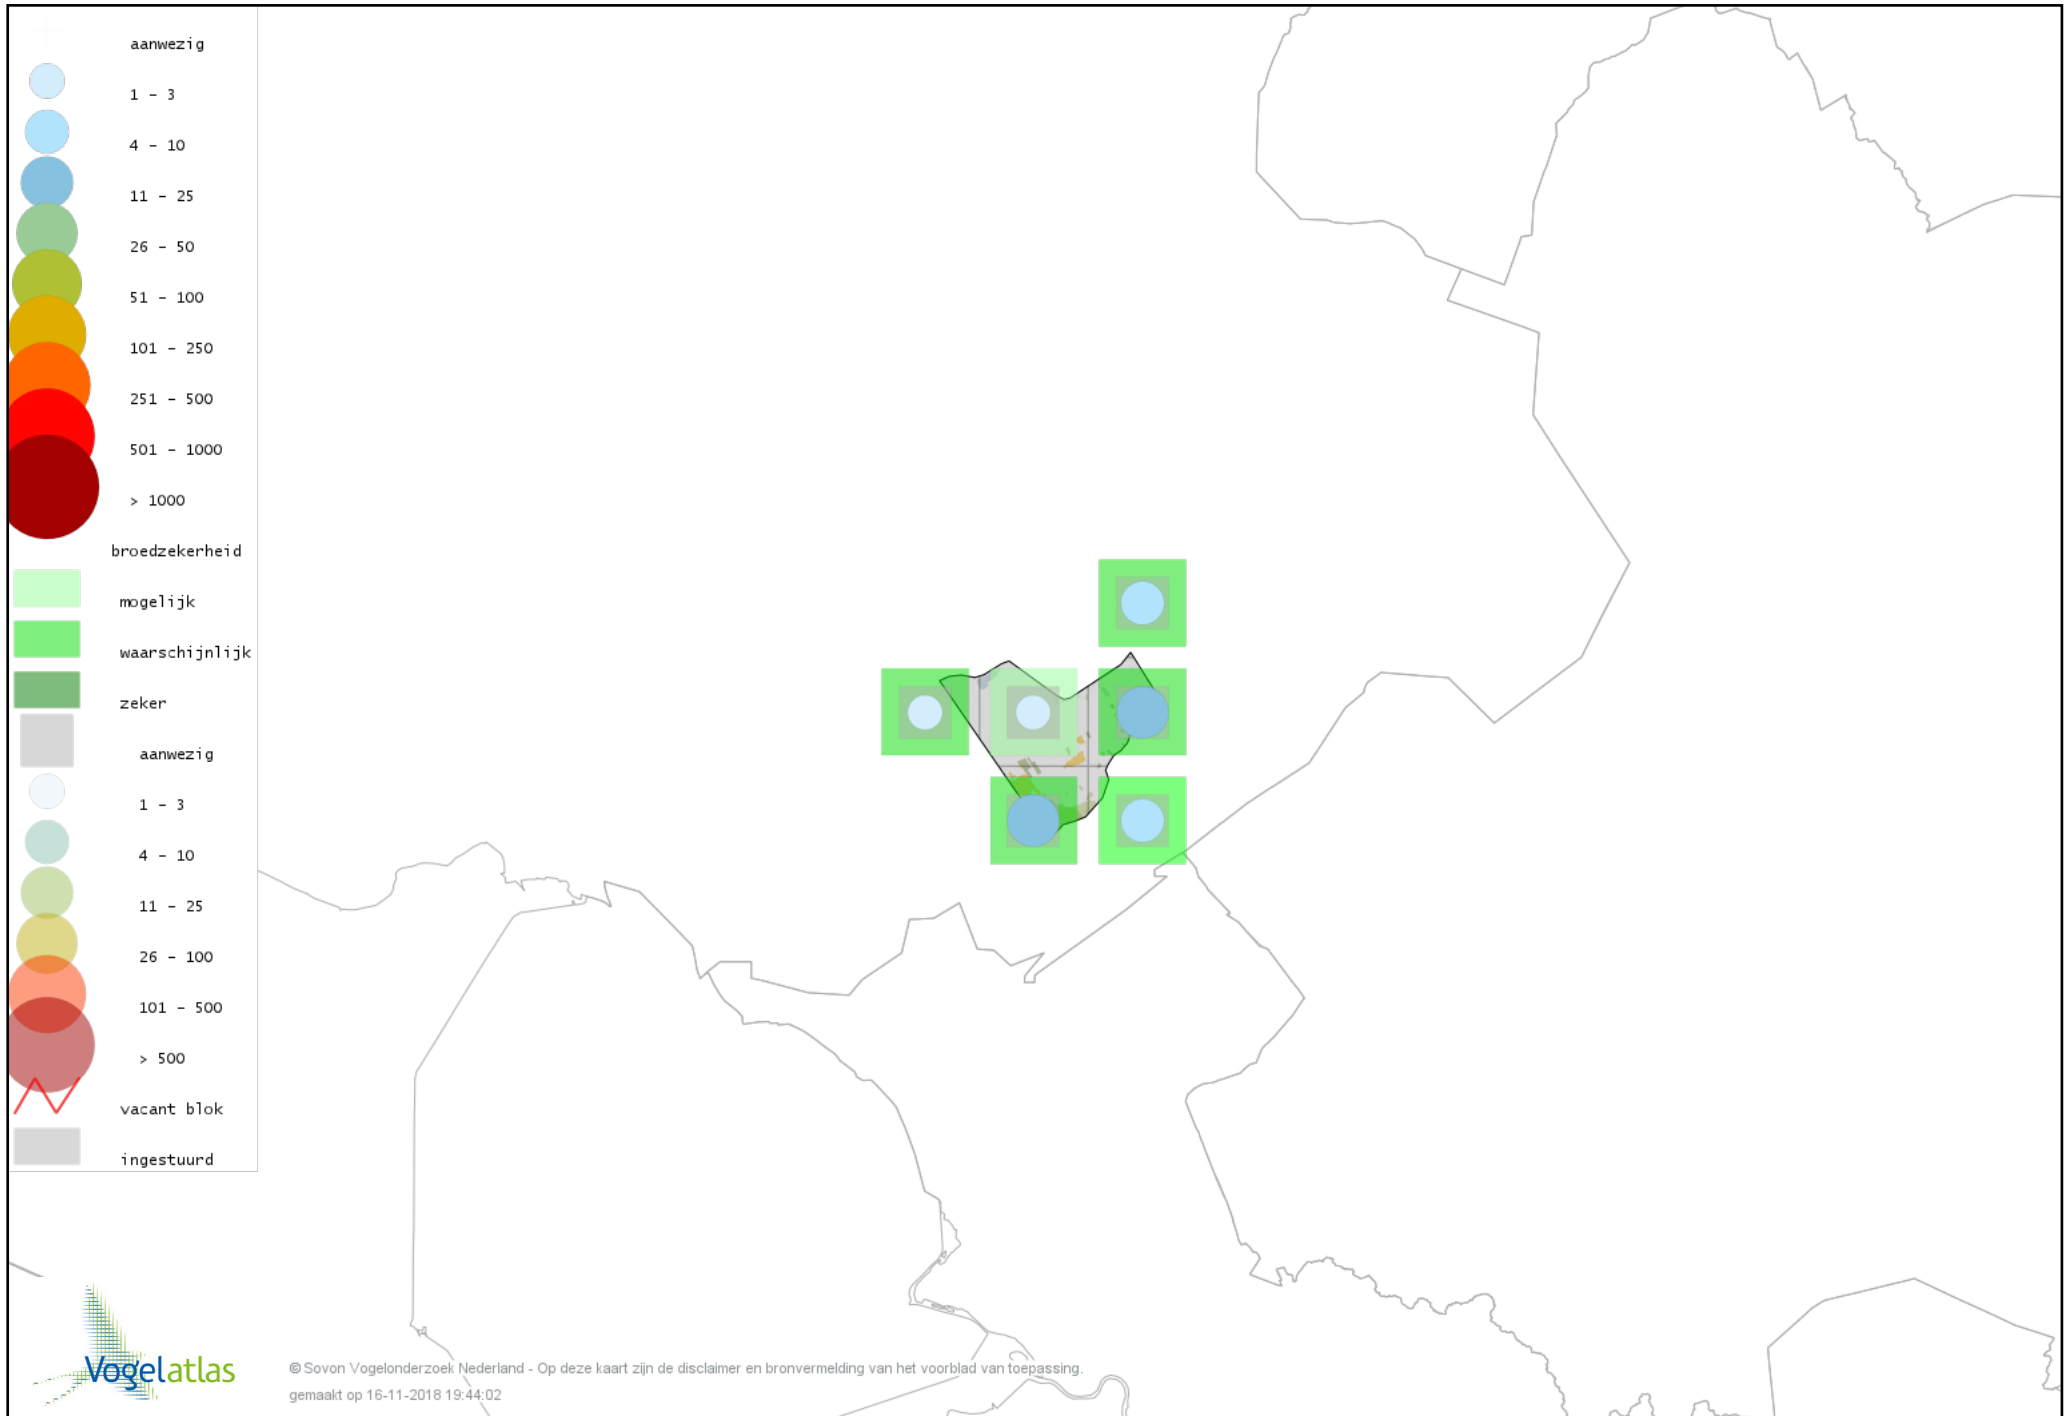 aanwezig
1 - 3
4 - 10
11 - 25
26 - 50
51 - 100
101 - 250
251 - 500
501 - 1000
> 1000
broedzekerheid
mogelijk
waarschijnlijk
zeker
aanwezig
1 - 3
4 - 10
11 - 25
26 - 100
101 - 500
> 500
vacant blok
ingestuurd
Vogelatlas
© Sovon Vogelonderzoek Nederland - Op deze kaart zijn de disclaimer en bronvermelding van het voorblad van toepassing.
gemaakt op 16-11-2018 19:44:02